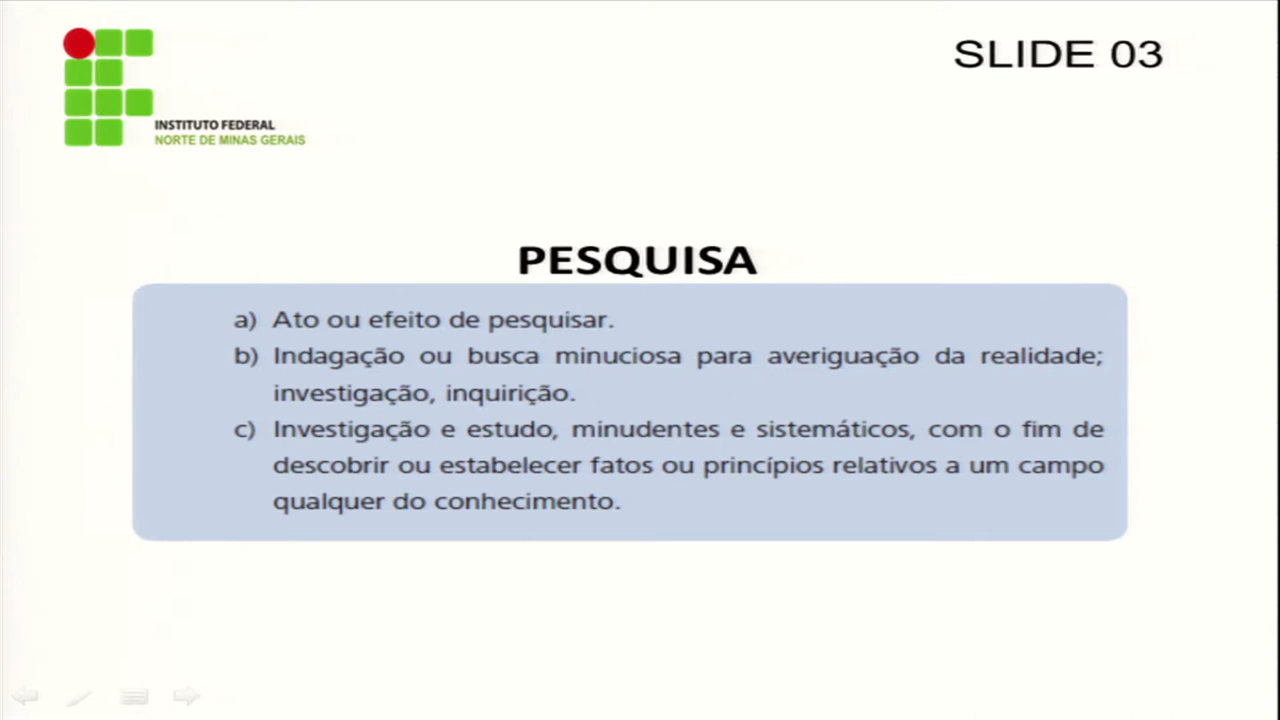 SLIDE 03
INSTITUTO FEDERAL
NORTE DE MINAS GERAIS
PESQUISA
a) Ato ou efeito de pesquisar.
b) Indagação ou busca minuciosa para averiguação da realidade;
investigação, inquirição.
c) Investigação e estudo, minudentes e sistemáticos, com o fim de
descobrir ou estabelecer fatos ou princípios relativos a um campo
qualquer do conhecimento.